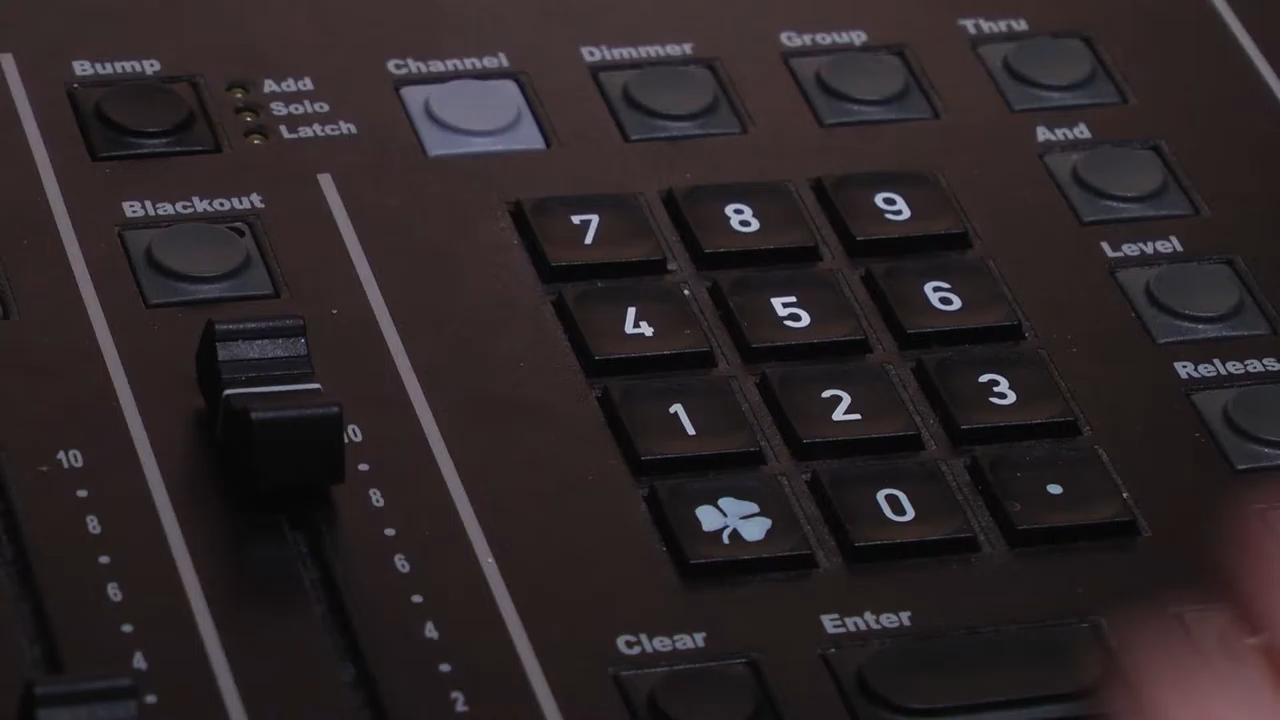 Bump
Add
Solo
Latch
Channel
Dimmer
Group
Thru
And
Blackout
Level
Releas
7 8 9
4 5 6
1 2 3
0 .
10
8
6
4
10
8
6
4
2
Clear
Enter